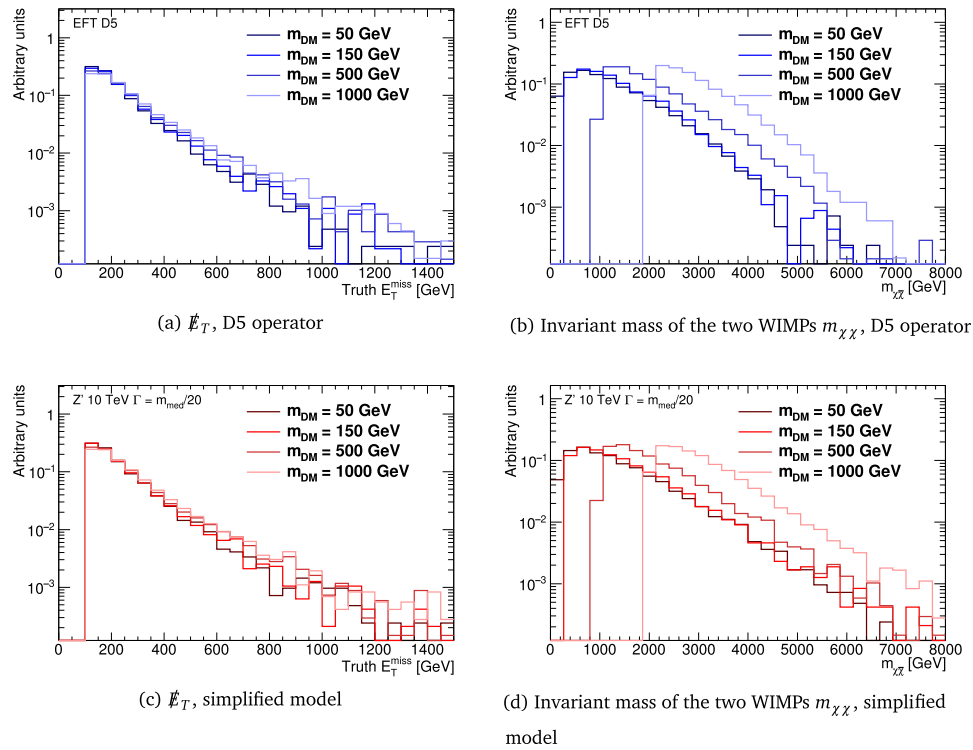 EFT D5
Arbitrary units
m_DM = 50 GeV
m_DM = 150 GeV
m_DM = 500 GeV
m_DM = 1000 GeV
1
10⁻¹
10⁻²
10⁻³
0 200 400 600 800 1000 1200 1400
Truth E_T^miss [GeV]
(a) E̸_T, D5 operator
EFT D5
Arbitrary units
m_DM = 50 GeV
m_DM = 150 GeV
m_DM = 500 GeV
m_DM = 1000 GeV
1
10⁻¹
10⁻²
10⁻³
0 1000 2000 3000 4000 5000 6000 7000 8000
m_χχ̅ [GeV]
(b) Invariant mass of the two WIMPs m_χχ, D5 operator
Z' 10 TeV Γ = m_med/20
Arbitrary units
m_DM = 50 GeV
m_DM = 150 GeV
m_DM = 500 GeV
m_DM = 1000 GeV
1
10⁻¹
10⁻²
10⁻³
0 200 400 600 800 1000 1200 1400
Truth E_T^miss [GeV]
(c) E̸_T, simplified model
Z' 10 TeV Γ = m_med/20
Arbitrary units
m_DM = 50 GeV
m_DM = 150 GeV
m_DM = 500 GeV
m_DM = 1000 GeV
1
10⁻¹
10⁻²
10⁻³
0 1000 2000 3000 4000 5000 6000 7000 8000
m_χχ̅ [GeV]
(d) Invariant mass of the two WIMPs m_χχ, simplified
model